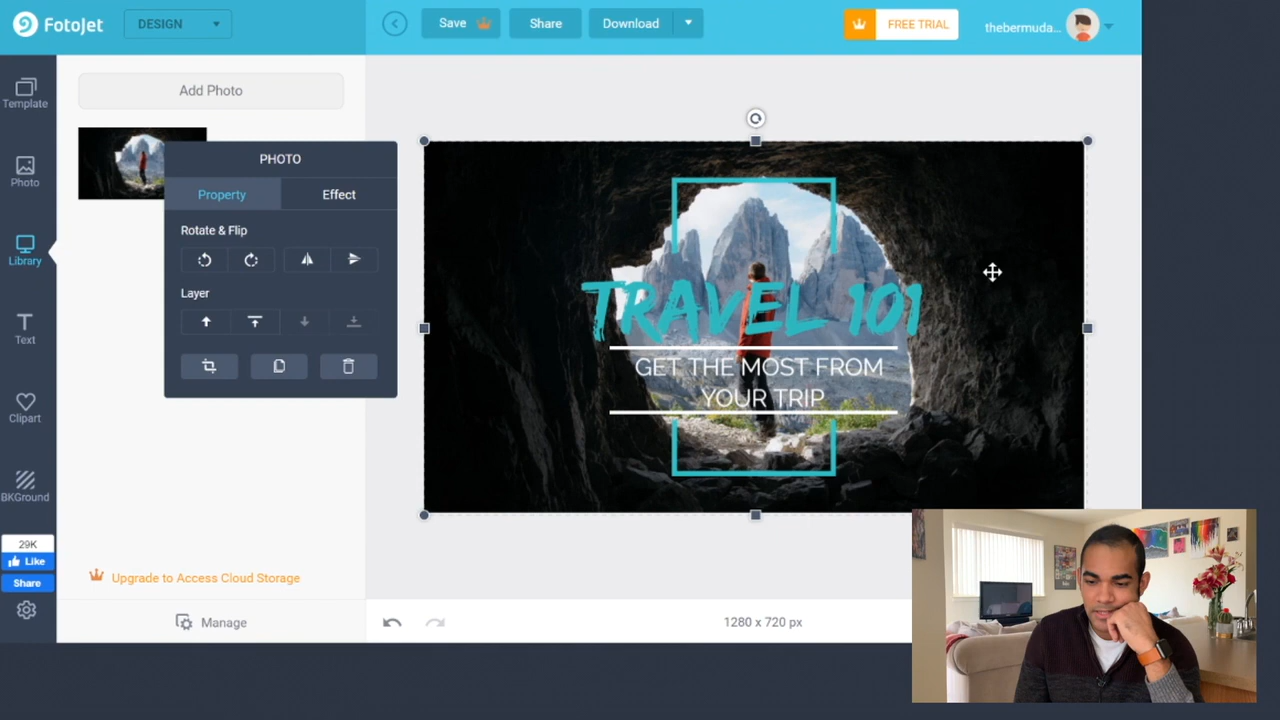 FotoJet
DESIGN
Save
Share
Download
FREE TRIAL
thebermuda...
Template
Photo
Library
Text
Clipart
BKGround
29K
Like
Share
Add Photo
PHOTO
Property
Effect
Rotate & Flip
Layer
TRAVEL 101
GET THE MOST FROM
YOUR TRIP
Upgrade to Access Cloud Storage
Manage
1280 x 720 px